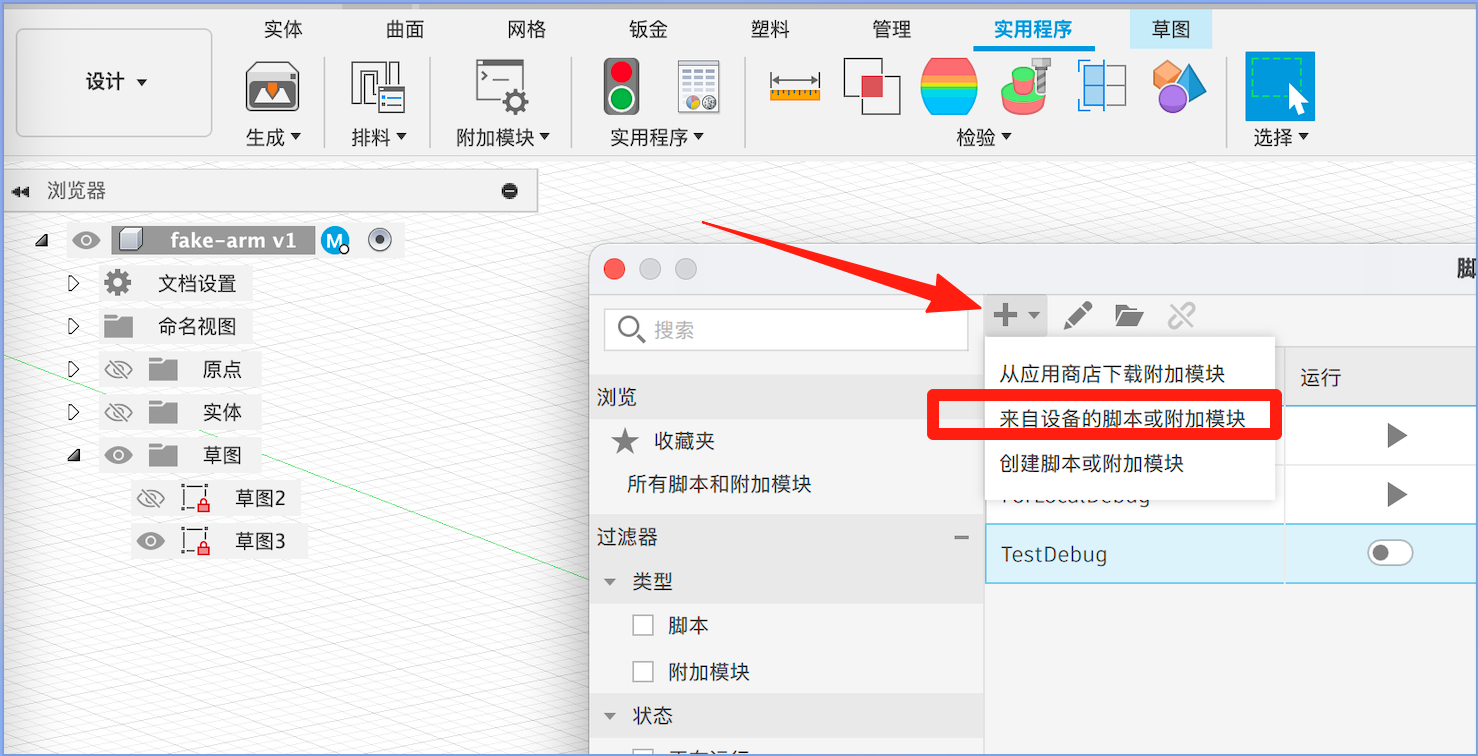 实体
曲面
网格
钣金
塑料
管理
实用程序
草图
设计
生成
排料
附加模块
实用程序
检验
选择
浏览器
fake-arm v1
M
文档设置
命名视图
原点
实体
草图
草图2
草图3
搜索
从应用商店下载附加模块
来自设备的脚本或附加模块
创建脚本或附加模块
运行
浏览
收藏夹
所有脚本和附加模块
过滤器
类型
脚本
附加模块
状态
TestDebug